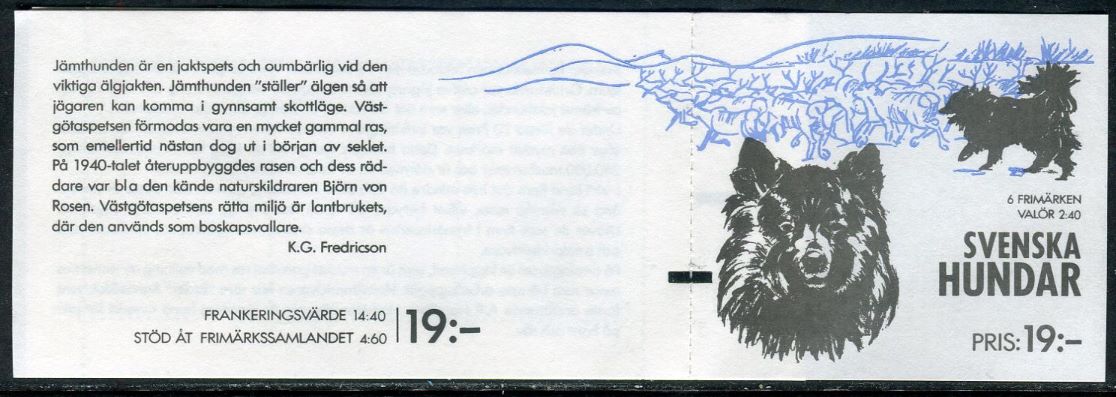 Jämthunden är en jaktspets och oumbärlig vid den
viktiga älgjakten. Jämthunden ”ställer” älgen så att
jägaren kan komma i gynnsamt skottläge. Väst-
götaspetsen förmodas vara en mycket gammal ras,
som emellertid nästan dog ut i början av seklet.
På 1940-talet återuppbyggdes rasen och dess räd-
dare var bl a den kände naturskildraren Björn von
Rosen. Västgötaspetsens rätta miljö är lantbrukets,
där den används som boskapsvallare.
K.G. Fredricson
FRANKERINGSVÄRDE 14:40
STÖD ÅT FRIMÄRKSSAMLANDET 4:60
19:–
6 FRIMÄRKEN
VALÖR 2:40
SVENSKA
HUNDAR
PRIS: 19:–